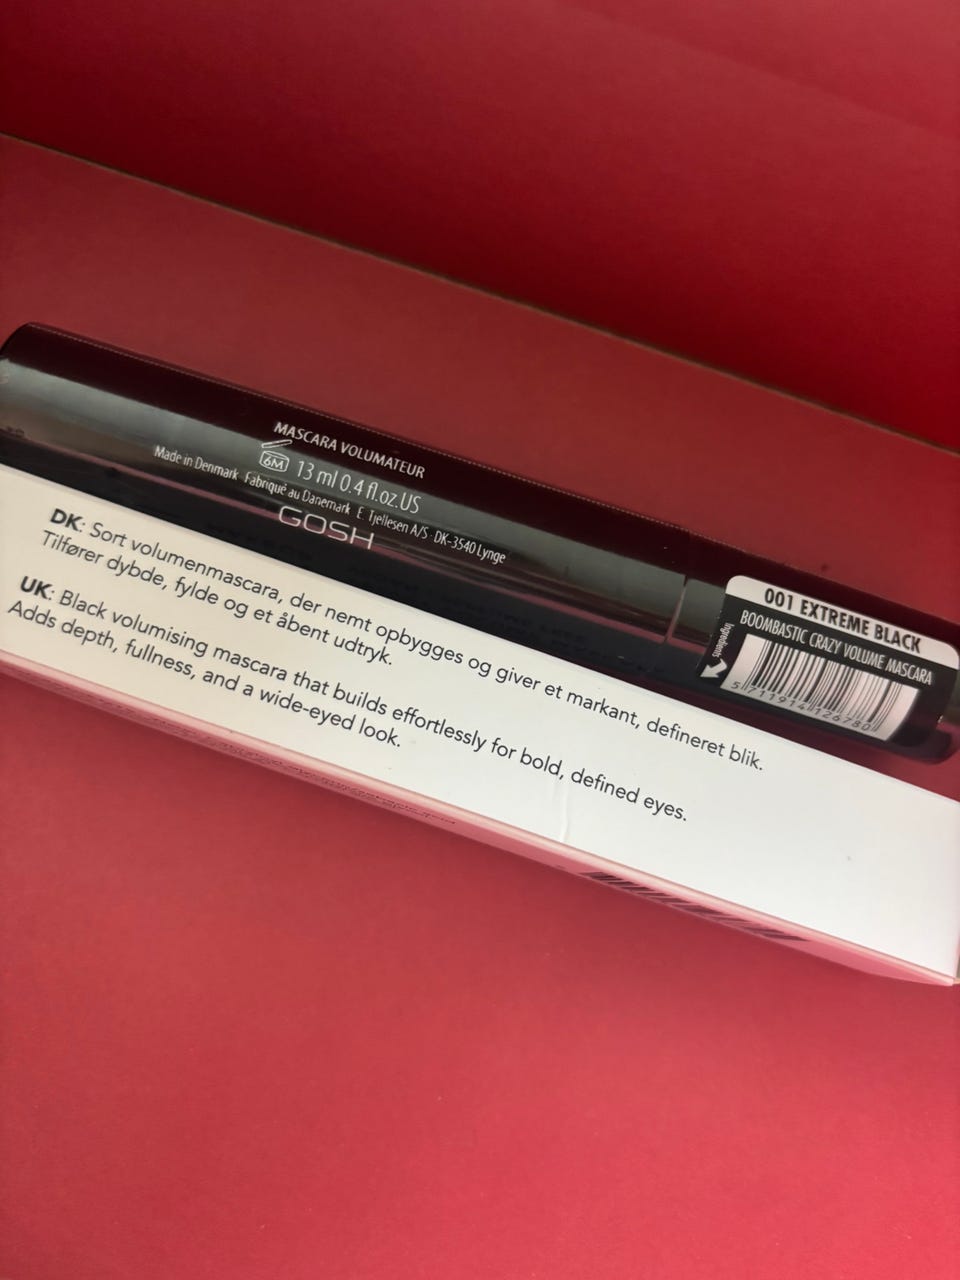 MASCARA VOLUMATEUR
6M 13 ml 0.4 fl.oz.US
Made in Denmark Fabriqué au Danemark E. Tjellesen A/S · DK-3540 Lynge
GOSH
001 EXTREME BLACK
BOOMBASTIC CRAZY VOLUME MASCARA
Ingredients
5 711914 126780
DK: Sort volumenmascara, der nemt opbygges og giver et markant, defineret blik.
Tilfører dybde, fylde og et åbent udtryk.
UK: Black volumising mascara that builds effortlessly for bold, defined eyes.
Adds depth, fullness, and a wide-eyed look.